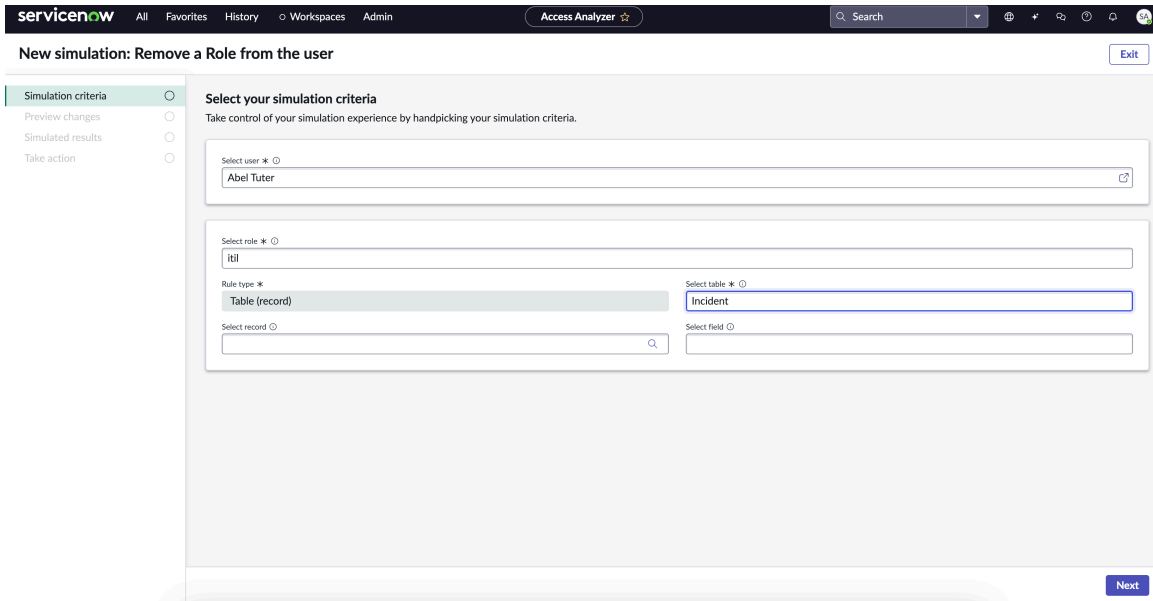 servicenow All Favorites History Workspaces Admin Access Analyzer Search SA
New simulation: Remove a Role from the user Exit
Simulation criteria
Preview changes
Simulated results
Take action
Select your simulation criteria
Take control of your simulation experience by handpicking your simulation criteria.
Select user *
Abel Tuter
Select role *
itil
Rule type * Select table *
Table (record) Incident
Select record Select field
Next